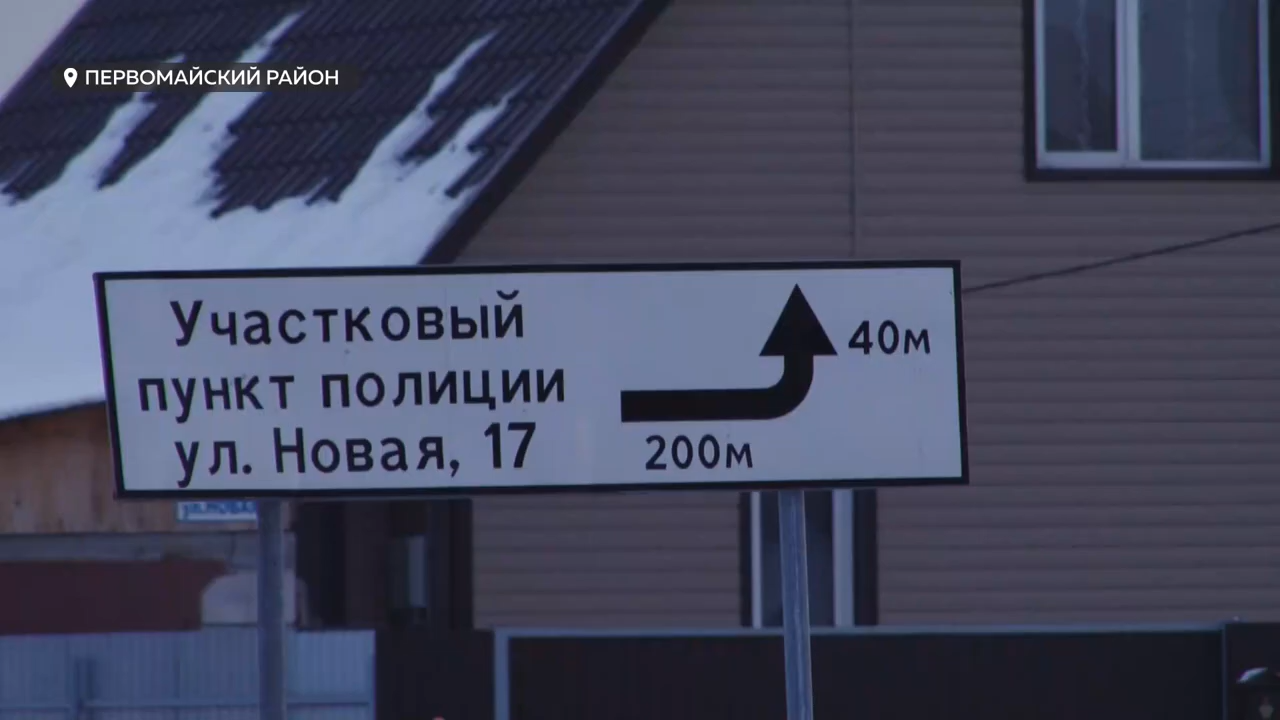 ПЕРВОМАЙСКИЙ РАЙОН
Участковый
пункт полиции
ул. Новая, 17
40м
200м